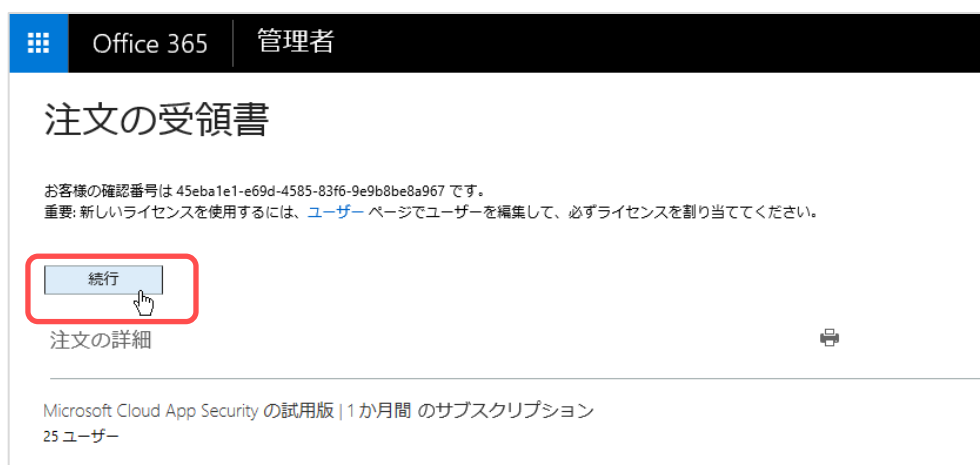 Office 365 管理者
注文の受領書
お客様の確認番号は 45eba1e1-e69d-4585-83f6-9e9b8be8a967 です。
重要: 新しいライセンスを使用するには、ユーザー ページでユーザーを編集して、必ずライセンスを割り当ててください。
続行
注文の詳細
Microsoft Cloud App Security の試用版 | 1 か月間 のサブスクリプション
25 ユーザー